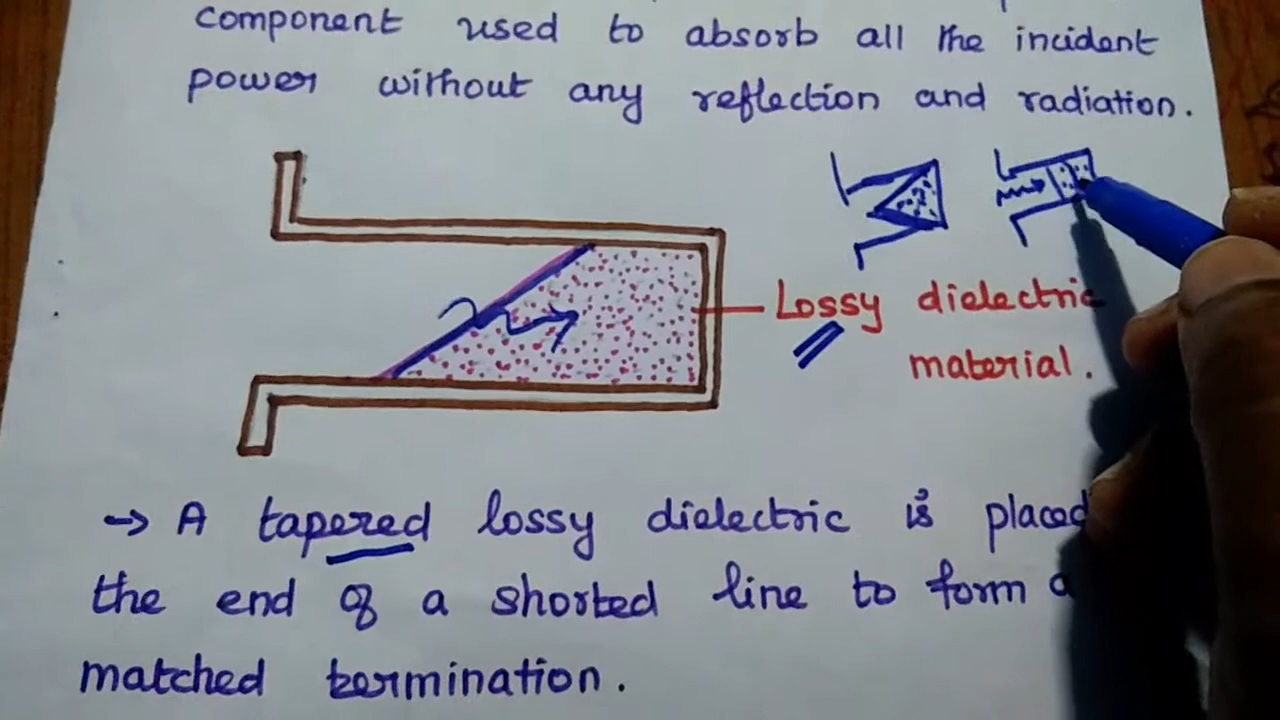 component used to absorb all the incident
power without any reflection and radiation.
Lossy dielectric
material.
→ A tapered lossy dielectric is placed
the end of a shorted line to form a
matched termination.